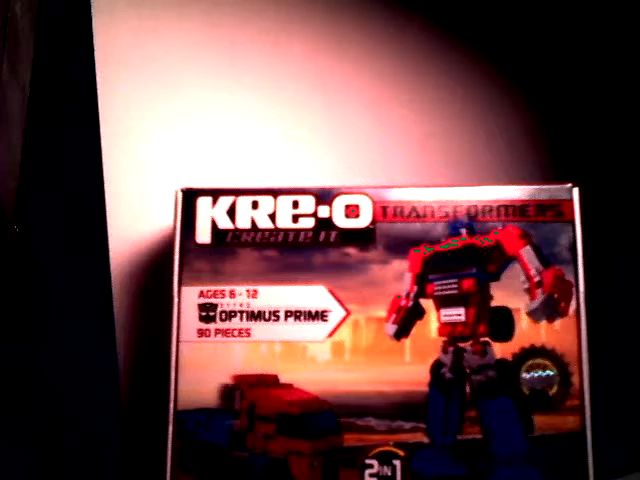 KRE-O
TRANSFORMERS
CREATE IT
AGES 6 - 12
OPTIMUS PRIME
90 PIECES
2 IN 1